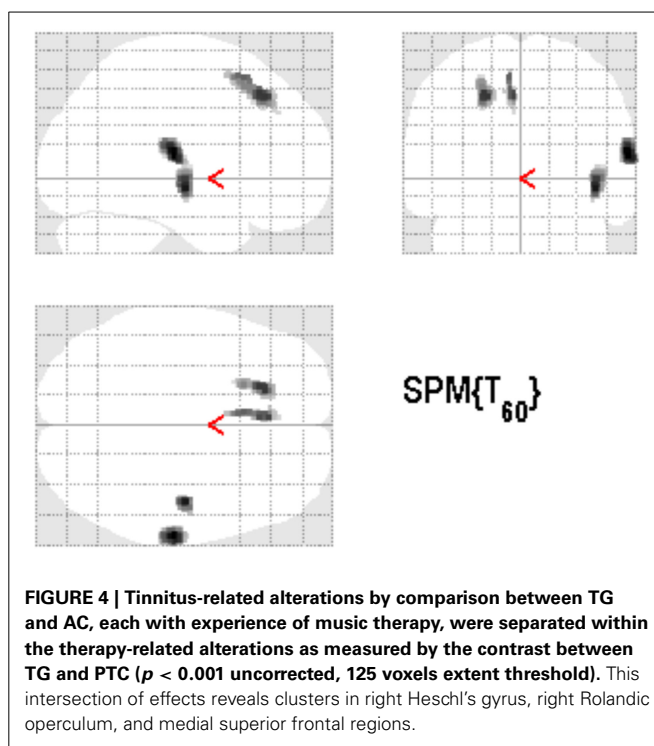 SPM{T60}
FIGURE 4 | Tinnitus-related alterations by comparison between TG
and AC, each with experience of music therapy, were separated within
the therapy-related alterations as measured by the contrast between
TG and PTC (p < 0.001 uncorrected, 125 voxels extent threshold). This
intersection of effects reveals clusters in right Heschl's gyrus, right Rolandic
operculum, and medial superior frontal regions.